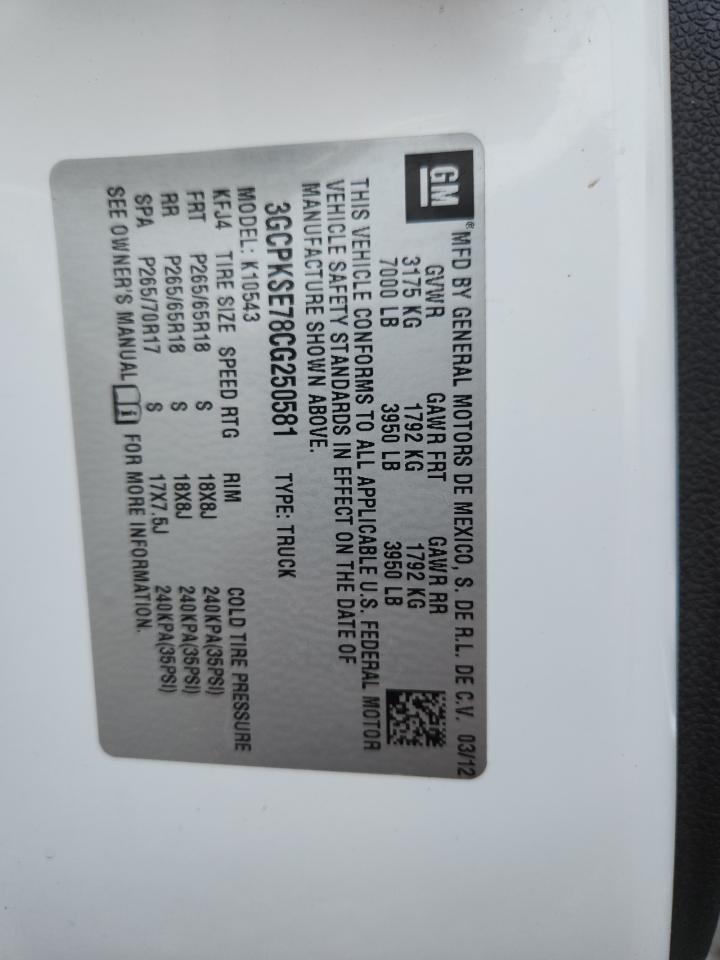 GM ® MFD BY GENERAL MOTORS DE MEXICO, S. DE R.L. DE C.V. 03/12
GVWR GAWR FRT GAWR RR
3175 KG 1792 KG 1792 KG
7000 LB 3950 LB 3950 LB
THIS VEHICLE CONFORMS TO ALL APPLICABLE U.S. FEDERAL MOTOR
VEHICLE SAFETY STANDARDS IN EFFECT ON THE DATE OF
MANUFACTURE SHOWN ABOVE.
3GCPKSE78CG250581 TYPE: TRUCK
MODEL: K10543
KFJ4 TIRE SIZE SPEED RTG RIM COLD TIRE PRESSURE
FRT P265/65R18 S 18X8J 240KPA(35PSI)
RR P265/65R18 S 18X8J 240KPA(35PSI)
SPA P265/70R17 S 17X7.5J 240KPA(35PSI)
SEE OWNER'S MANUAL i FOR MORE INFORMATION.